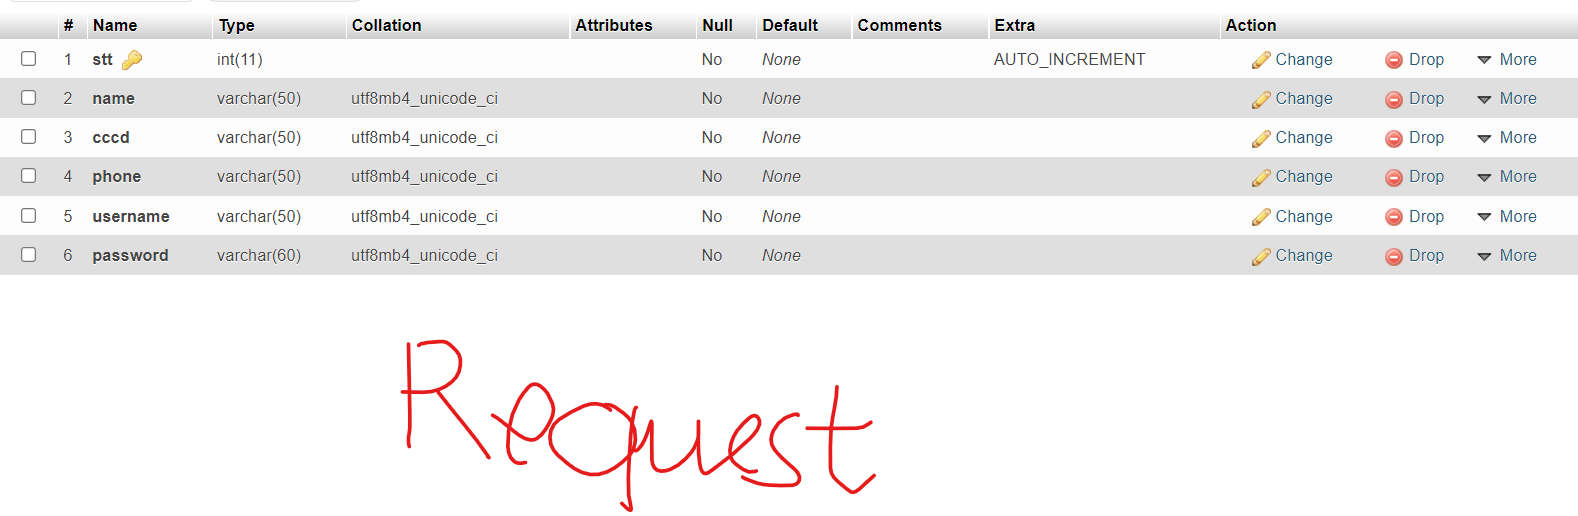 # Name Type Collation Attributes Null Default Comments Extra Action
1 stt int(11) No None AUTO_INCREMENT Change Drop More
2 name varchar(50) utf8mb4_unicode_ci No None Change Drop More
3 cccd varchar(50) utf8mb4_unicode_ci No None Change Drop More
4 phone varchar(50) utf8mb4_unicode_ci No None Change Drop More
5 username varchar(50) utf8mb4_unicode_ci No None Change Drop More
6 password varchar(60) utf8mb4_unicode_ci No None Change Drop More
Request